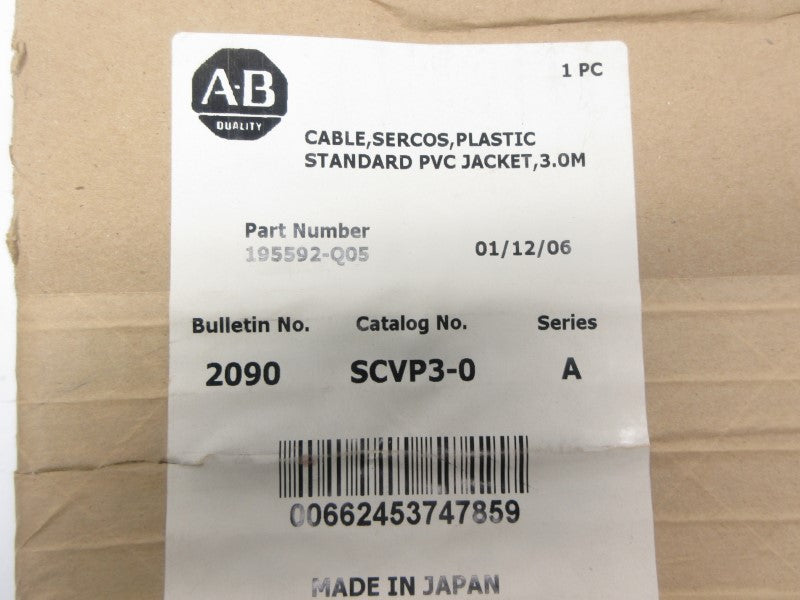 A·B
QUALITY
1 PC
CABLE,SERCOS,PLASTIC
STANDARD PVC JACKET,3.0M
Part Number
195592-Q05
01/12/06
Bulletin No. Catalog No. Series
2090 SCVP3-0 A
00662453747859
MADE IN JAPAN